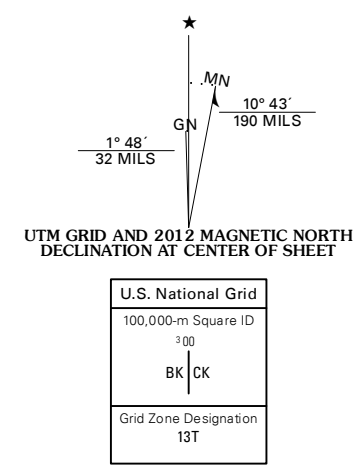 ★
MN
GN
10° 43´
190 MILS
1° 48´
32 MILS
UTM GRID AND 2012 MAGNETIC NORTH
DECLINATION AT CENTER OF SHEET
U.S. National Grid
100,000-m Square ID
³00
BK CK
Grid Zone Designation
13T